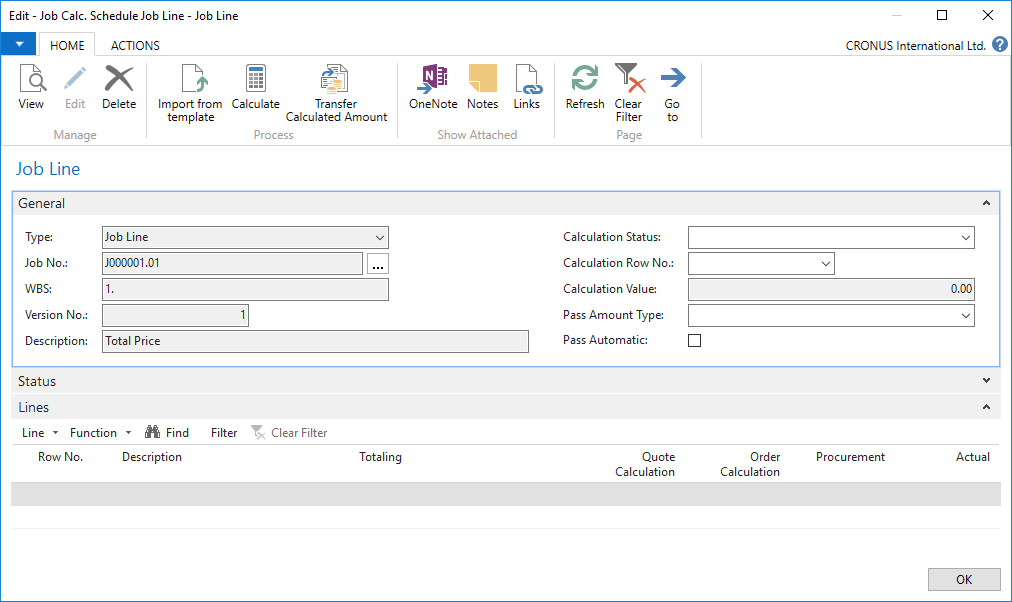 Edit - Job Calc. Schedule Job Line - Job Line
HOME ACTIONS CRONUS International Ltd. ?
View Edit Delete Import from template Calculate Transfer Calculated Amount OneNote Notes Links Refresh Clear Filter Go to
Manage Process Show Attached Page
Job Line
General
Type: Job Line Calculation Status:
Job No.: J000001.01 ... Calculation Row No.:
WBS: 1. Calculation Value: 0.00
Version No.: 1 Pass Amount Type:
Description: Total Price Pass Automatic:
Status
Lines
Line Function Find Filter Clear Filter
Row No. Description Totaling Quote Calculation Order Calculation Procurement Actual
OK